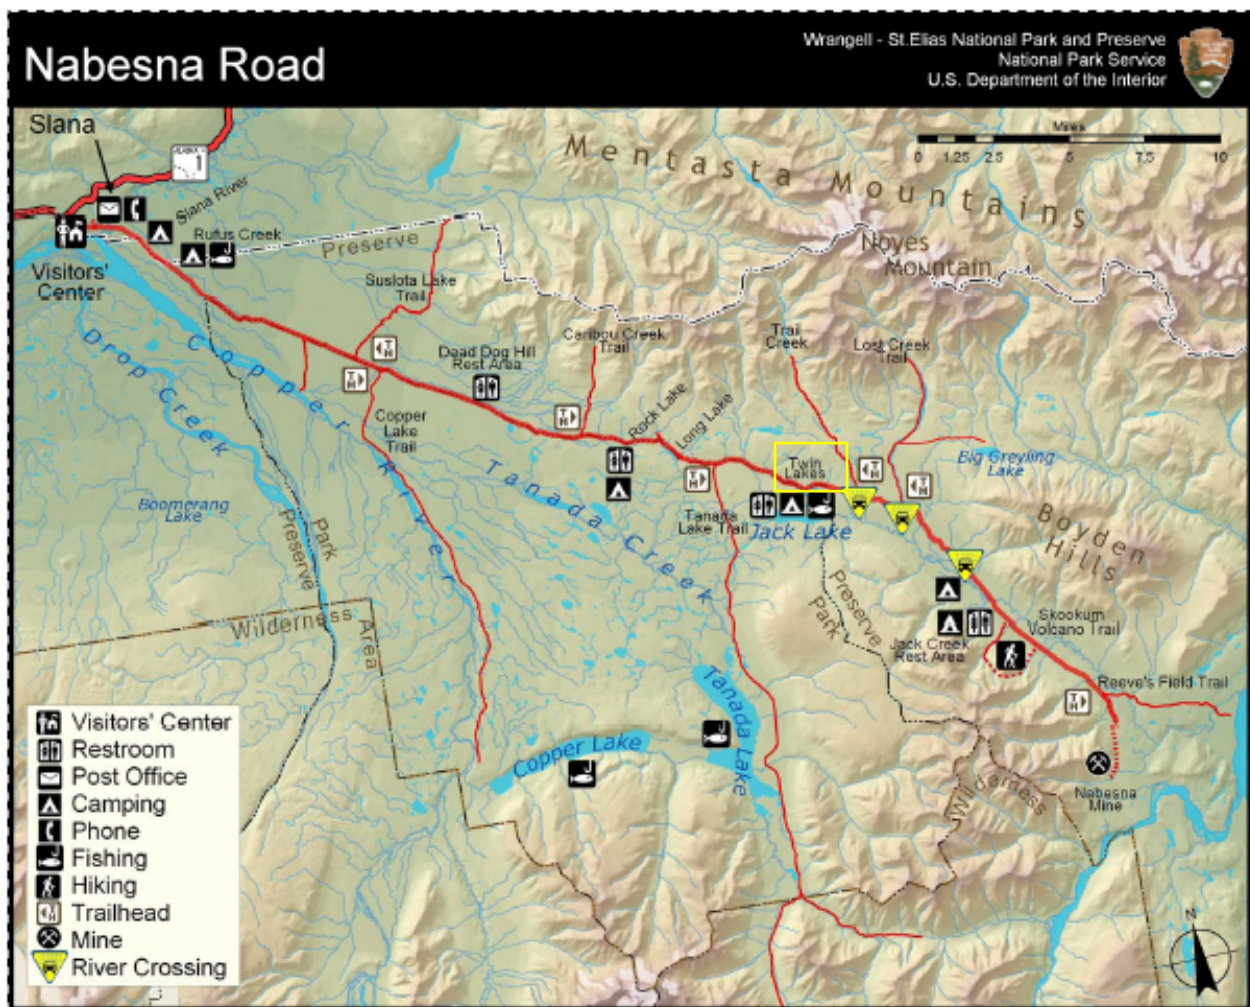 Nabesna Road
Wrangell - St.Elias National Park and Preserve
National Park Service
U.S. Department of the Interior
Slana
ALASKA
1
Slana River
Rufus Creek
Visitors'
Center
Preserve
Suslota Lake
Trail
Mentasta Mountains
Miles
0 1.25 2.5 5 7.5 10
Noyes
Mountain
Drop Creek
Copper River
Dead Dog Hill
Rest Area
Caribou Creek
Trail
Trail
Creek
Lost Creek
Trail
Copper
Lake
Trail
Rock Lake
Long Lake
Twin
Lakes
Big Greyling
Lake
Boomerang
Lake
Park
Preserve
Tanada Creek
Tanada
Lake Trail
Jack Lake
Boyden
Hills
Preserve
Park
Wilderness
Area
Skookum
Volcano Trail
Jack Creek
Rest Area
Reeve's Field Trail
Tanada Lake
Copper Lake
Wilderness
Nabesna
Mine
Visitors' Center
Restroom
Post Office
Camping
Phone
Fishing
Hiking
Trailhead
Mine
River Crossing
N